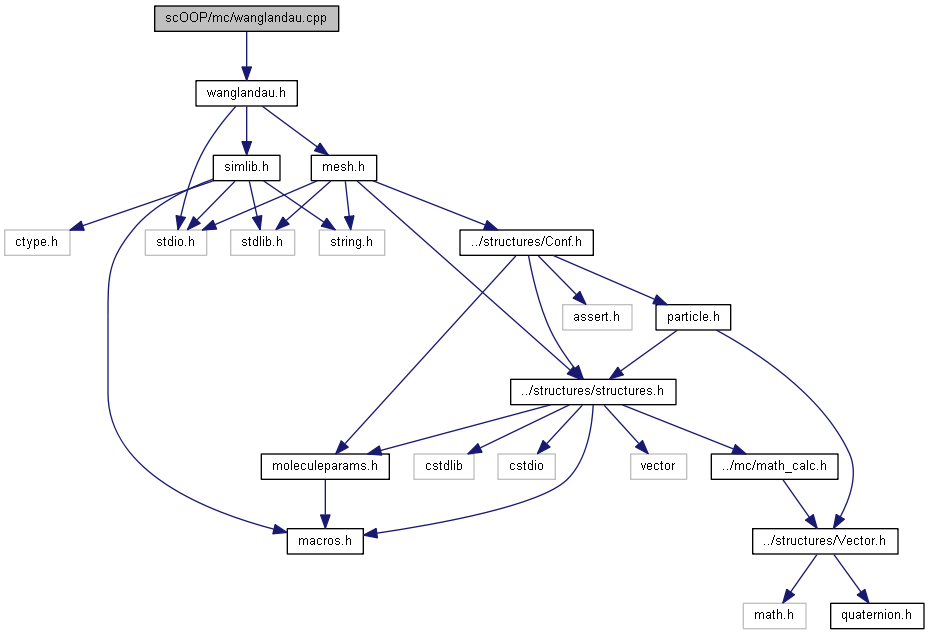 scOOP/mc/wanglandau.cpp
wanglandau.h
simlib.h
mesh.h
ctype.h
stdio.h
stdlib.h
string.h
../structures/Conf.h
assert.h
particle.h
../structures/structures.h
moleculeparams.h
cstdlib
cstdio
vector
../mc/math_calc.h
macros.h
../structures/Vector.h
math.h
quaternion.h